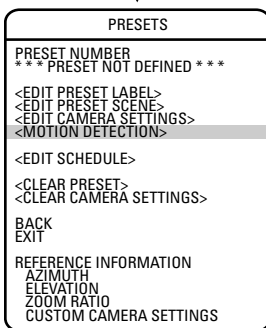 PRESETS
PRESET NUMBER
* * * PRESET NOT DEFINED * * *
<EDIT PRESET LABEL>
<EDIT PRESET SCENE>
<EDIT CAMERA SETTINGS>
<MOTION DETECTION>
<EDIT SCHEDULE>
<CLEAR PRESET>
<CLEAR CAMERA SETTINGS>
BACK
EXIT
REFERENCE INFORMATION
AZIMUTH
ELEVATION
ZOOM RATIO
CUSTOM CAMERA SETTINGS